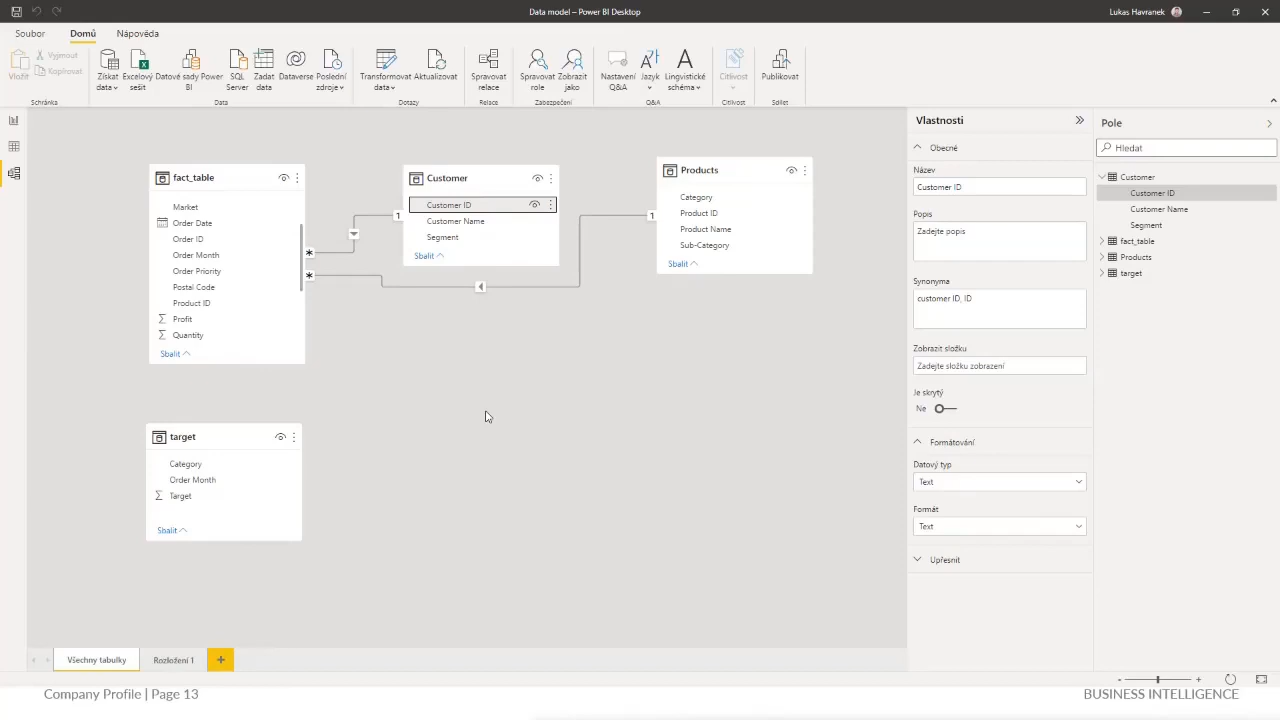 Data model – Power BI Desktop
Lukas Havranek
Soubor
Domů
Nápověda
Vložit
Vyjmout
Kopírovat
Schránka
Získat data
Excelový sešit
Datové sady Power BI
SQL Server
Zadat data
Dataverse
Poslední zdroje
Data
Transformovat data
Aktualizovat
Dotazy
Spravovat relace
Relace
Spravovat role
Zobrazit jako
Zabezpečení
Nastavení Q&A
Jazyk
Lingvistické schéma
Q&A
Citlivost
Citlivost
Publikovat
Sdílet
fact_table
Market
Order Date
Order ID
Order Month
Order Priority
Postal Code
Product ID
Profit
Quantity
Sbalit
1
*
*
Customer
Customer ID
Customer Name
Segment
Sbalit
1
Products
Category
Product ID
Product Name
Sub-Category
Sbalit
target
Category
Order Month
Target
Sbalit
Vlastnosti
Obecné
Název
Customer ID
Popis
Zadejte popis
Synonyma
customer ID, ID
Zobrazit složku
Zadejte složku zobrazení
Je skrytý
Ne
Formátování
Datový typ
Text
Formát
Text
Upřesnit
Pole
Hledat
Customer
Customer ID
Customer Name
Segment
fact_table
Products
target
Všechny tabulky
Rozložení 1
+
- +
Company Profile | Page 13
BUSINESS INTELLIGENCE